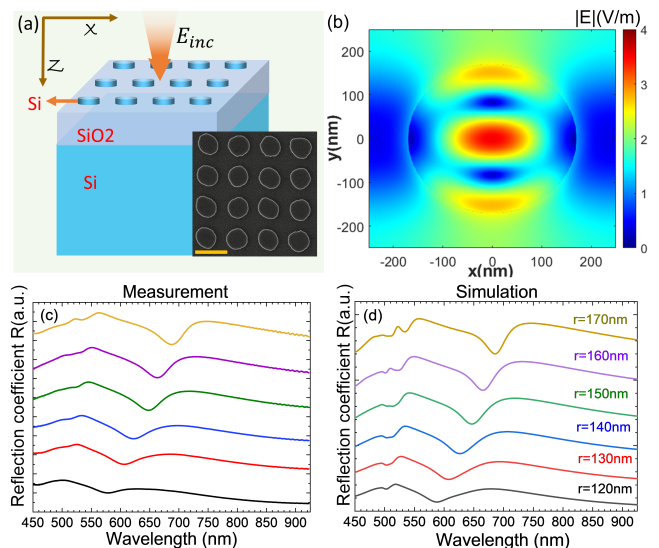 (a)
x
z
E_inc
Si
SiO2
Si
(b)
|E|(V/m)
y(nm)
200
100
0
-100
-200
-200 -100 0 100 200
x(nm)
4
3
2
1
0
Measurement
(c)
Reflection coefficient R(a.u.)
450 500 550 600 650 700 750 800 850 900
Wavelength (nm)
Simulation
(d)
Reflection coefficient R(a.u.)
r=170nm
r=160nm
r=150nm
r=140nm
r=130nm
r=120nm
450 500 550 600 650 700 750 800 850 900
Wavelength (nm)